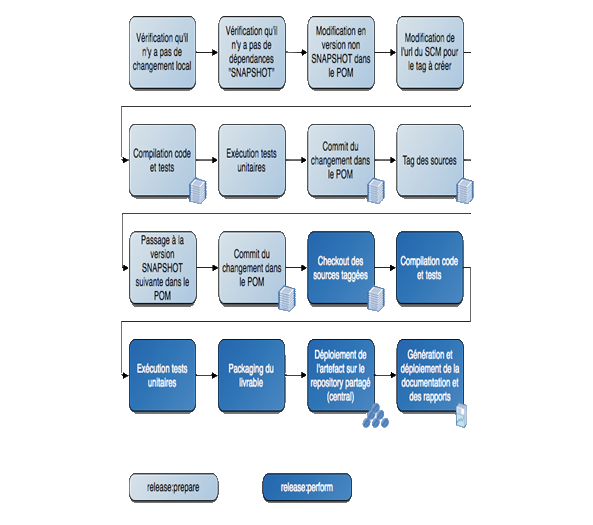 Vérification qu'il
n'y a pas de
changement local
Vérification qu'il
n'y a pas de
dépendances
"SNAPSHOT"
Modification en
version non
SNAPSHOT dans
le POM
Modification de
l'url du SCM pour
le tag à créer
Compilation code
et tests
Exécution tests
unitaires
Commit du
changement dans
le POM
Tag des sources
Passage à la
version
SNAPSHOT
suivante dans le
POM
Commit du
changement dans
le POM
Checkout des
sources taggées
Compilation code
et tests
Exécution tests
unitaires
Packaging du
livrable
Déploiement de
l'artefact sur le
repository partagé
(central)
Génération et
déploiement de la
documentation et
des rapports
release:prepare
release:perform